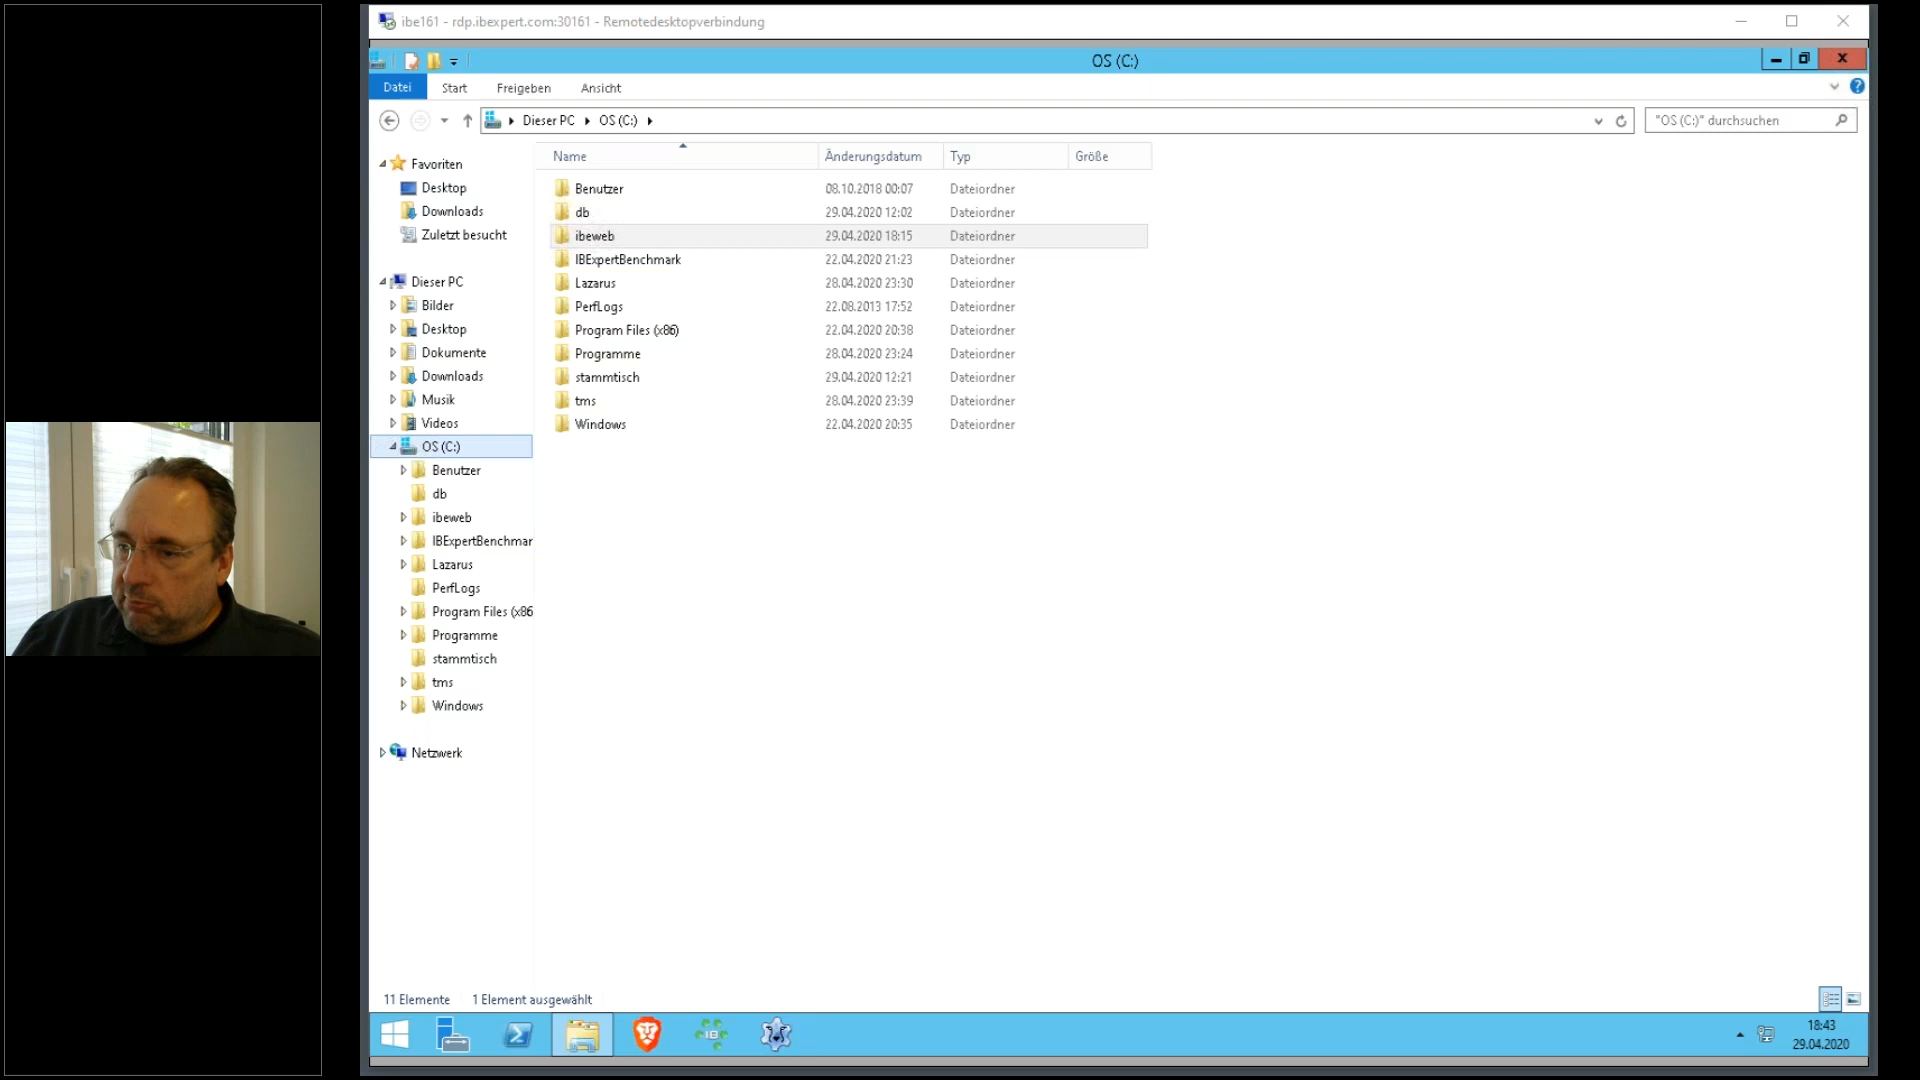 ibe161 - rdp.ibexpert.com:30161 - Remotedesktopverbindung
OS (C:)
Datei Start Freigeben Ansicht
Dieser PC OS (C:) "OS (C:)" durchsuchen
Name Änderungsdatum Typ Größe
Favoriten
Desktop
Downloads
Zuletzt besucht
Dieser PC
Bilder
Desktop
Dokumente
Downloads
Musik
Videos
OS (C:)
Benutzer
db
ibeweb
IBExpertBenchmar
Lazarus
PerfLogs
Program Files (x86
Programme
stammtisch
tms
Windows
Netzwerk
Benutzer 08.10.2018 00:07 Dateiordner
db 29.04.2020 12:02 Dateiordner
ibeweb 29.04.2020 18:15 Dateiordner
IBExpertBenchmark 22.04.2020 21:23 Dateiordner
Lazarus 28.04.2020 23:30 Dateiordner
PerfLogs 22.08.2013 17:52 Dateiordner
Program Files (x86) 22.04.2020 20:38 Dateiordner
Programme 28.04.2020 23:24 Dateiordner
stammtisch 29.04.2020 12:21 Dateiordner
tms 28.04.2020 23:39 Dateiordner
Windows 22.04.2020 20:35 Dateiordner
11 Elemente 1 Element ausgewählt
IB
18:43
29.04.2020